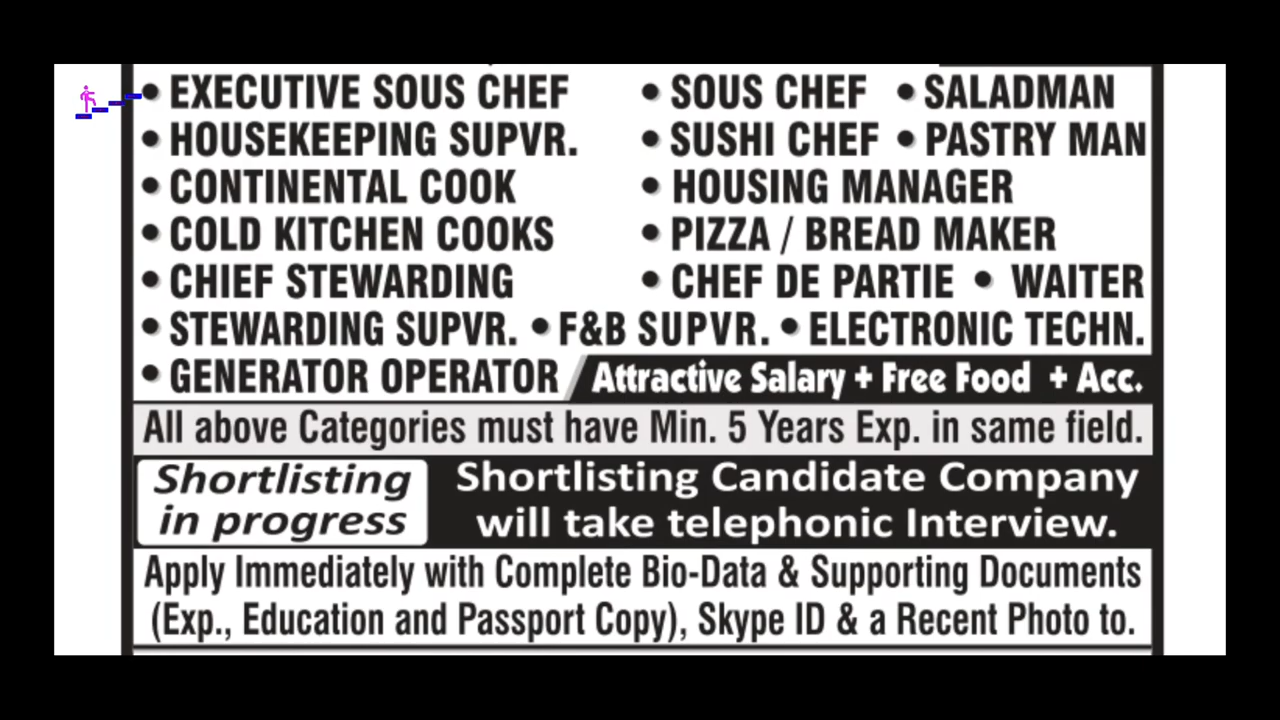 • EXECUTIVE SOUS CHEF • SOUS CHEF • SALADMAN
• HOUSEKEEPING SUPVR. • SUSHI CHEF • PASTRY MAN
• CONTINENTAL COOK • HOUSING MANAGER
• COLD KITCHEN COOKS • PIZZA / BREAD MAKER
• CHIEF STEWARDING • CHEF DE PARTIE • WAITER
• STEWARDING SUPVR. • F&B SUPVR. • ELECTRONIC TECHN.
• GENERATOR OPERATOR Attractive Salary + Free Food + Acc.
All above Categories must have Min. 5 Years Exp. in same field.
Shortlisting in progress
Shortlisting Candidate Company
will take telephonic Interview.
Apply Immediately with Complete Bio-Data & Supporting Documents
(Exp., Education and Passport Copy), Skype ID & a Recent Photo to.